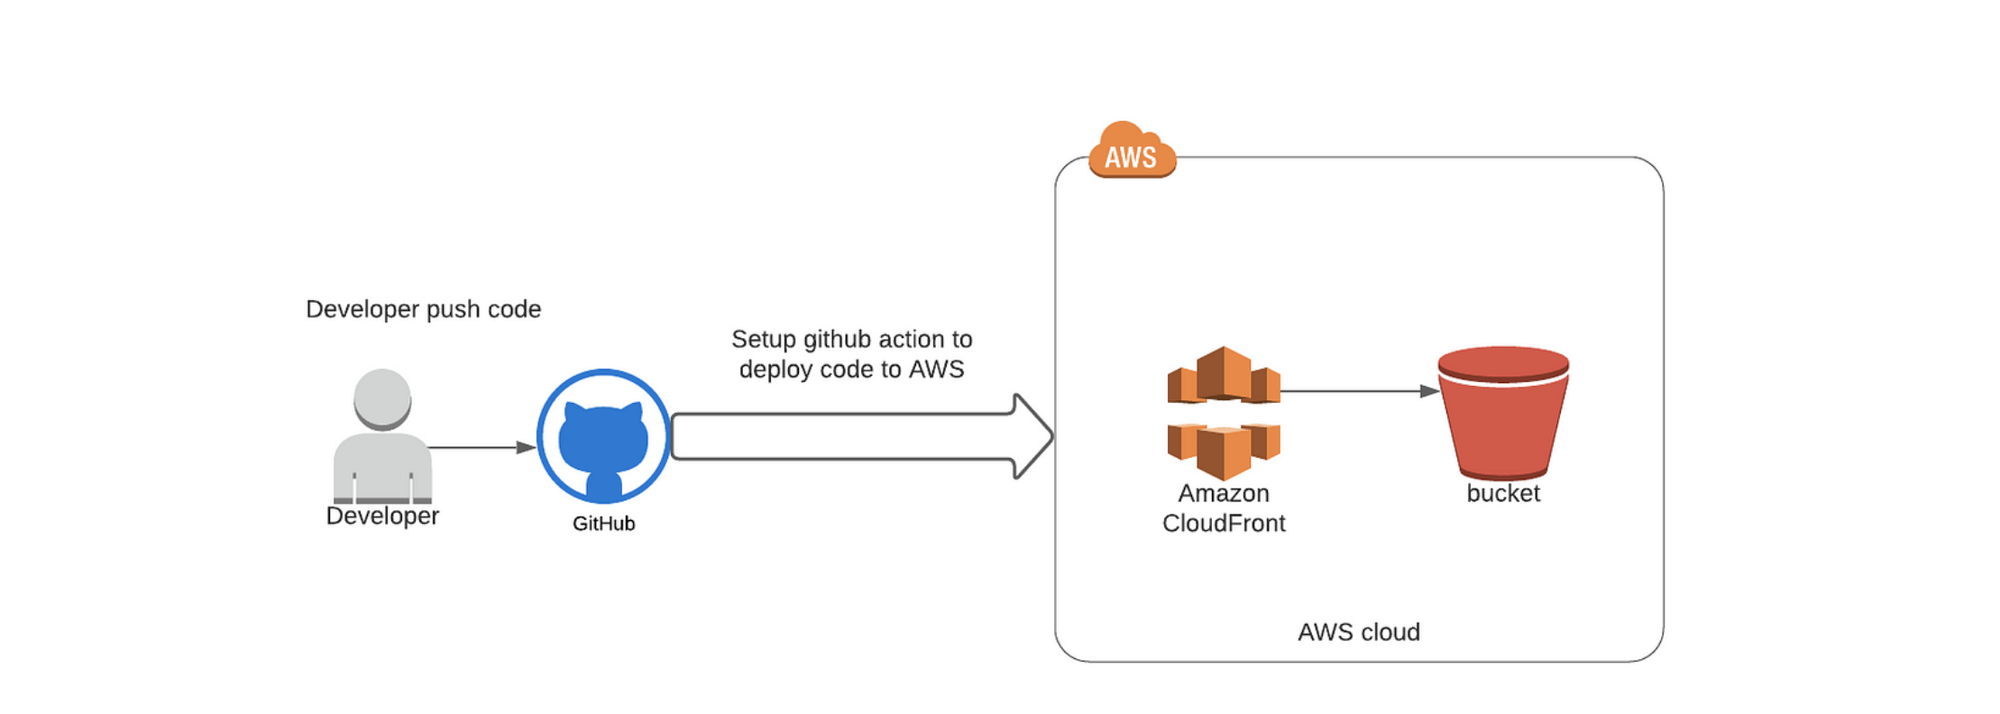 AWS
Developer push code
Setup github action to
deploy code to AWS
Developer
GitHub
Amazon
CloudFront
bucket
AWS cloud